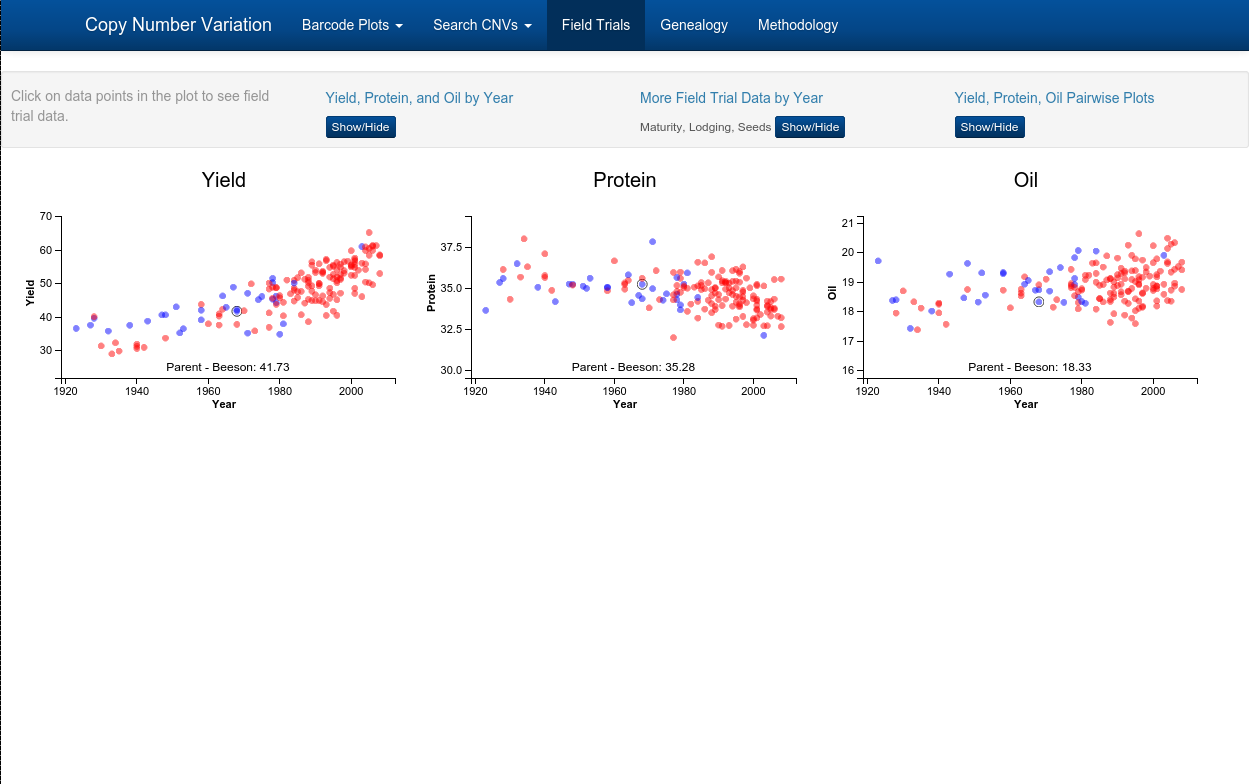 Copy Number Variation Barcode Plots Search CNVs Field Trials Genealogy Methodology
Click on data points in the plot to see field
trial data.
Yield, Protein, and Oil by Year
Show/Hide
More Field Trial Data by Year
Maturity, Lodging, Seeds Show/Hide
Yield, Protein, Oil Pairwise Plots
Show/Hide
Yield
70
60
50
40
30
Yield
Parent - Beeson: 41.73
1920 1940 1960 1980 2000
Year
Protein
37.5
35.0
32.5
30.0
Protein
Parent - Beeson: 35.28
1920 1940 1960 1980 2000
Year
Oil
21
20
19
18
17
16
Oil
Parent - Beeson: 18.33
1920 1940 1960 1980 2000
Year